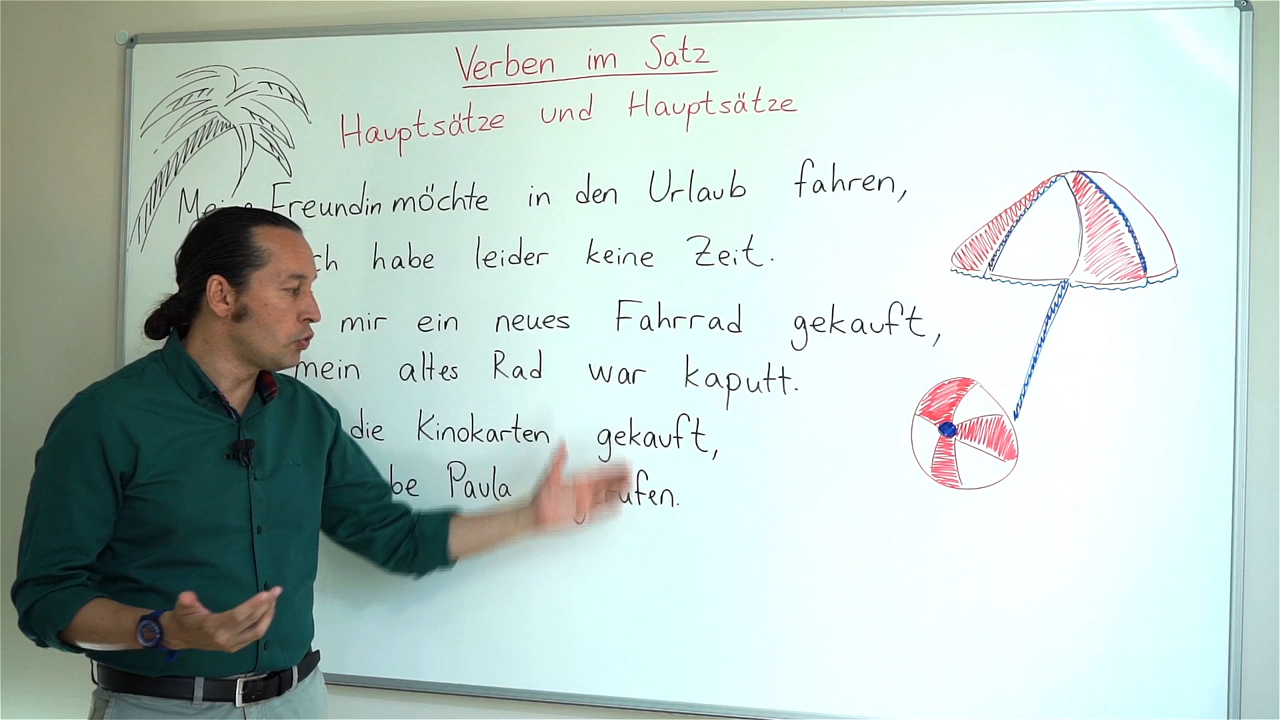 Verben im Satz
Hauptsätze und Hauptsätze
Freundin möchte in den Urlaub fahren,
habe leider keine Zeit.
mir ein neues Fahrrad gekauft,
mein altes Rad war kaputt.
die Kinokarten gekauft,
Paula